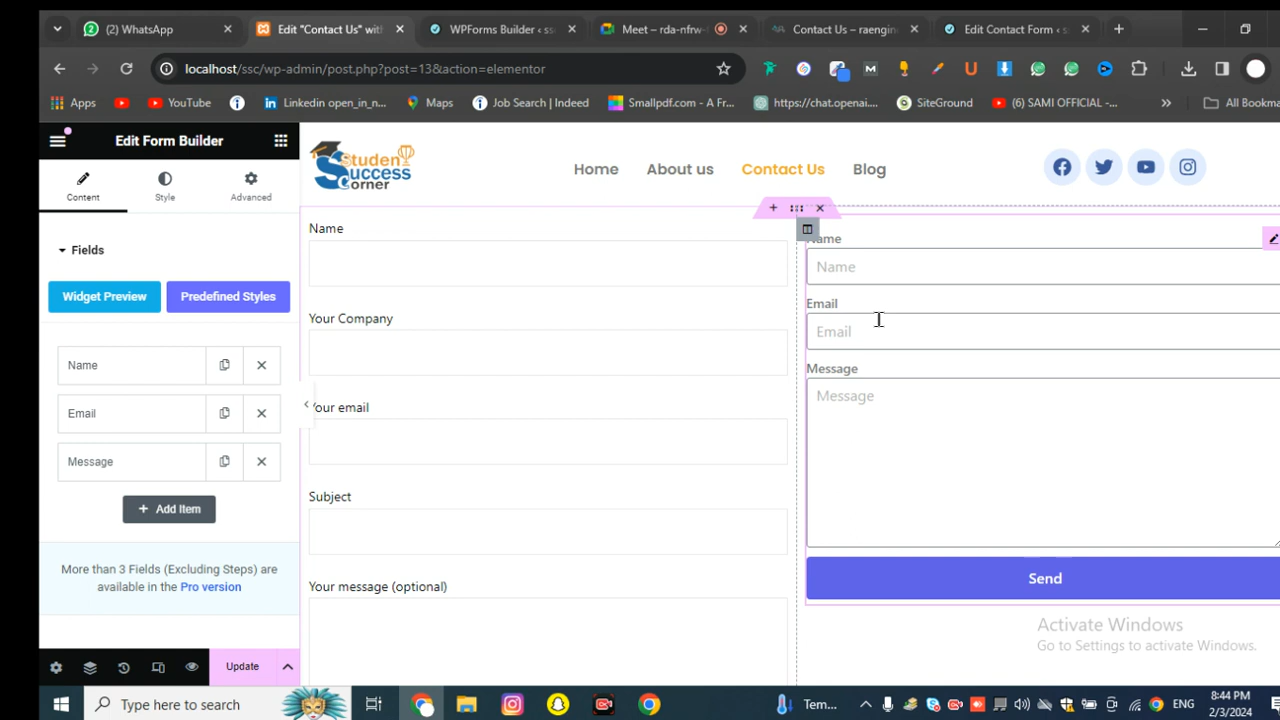 (2) WhatsApp
Edit "Contact Us" with
WPForms Builder ‹ ss
Meet – rda-nfrw-
Contact Us – raengin
Edit Contact Form ‹ s
localhost/ssc/wp-admin/post.php?post=13&action=elementor
Apps
YouTube
Linkedin open_in_n...
Maps
Job Search | Indeed
Smallpdf.com - A Fr...
https://chat.openai....
SiteGround
(6) SAMI OFFICIAL -...
All Bookma
Edit Form Builder
Content
Style
Advanced
Fields
Widget Preview
Predefined Styles
Name
Email
Message
+ Add Item
More than 3 Fields (Excluding Steps) are
available in the Pro version
Update
Studen
Success
Corner
Home
About us
Contact Us
Blog
Name
Your Company
Your email
Subject
Your message (optional)
Name
Name
Email
Email
Message
Message
Send
Activate Windows
Go to Settings to activate Windows.
Type here to search
Tem...
ENG
8:44 PM
2/3/2024